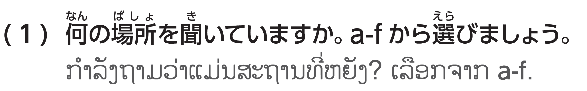 (1) 何の場所を聞いていますか。a-fから選びましょう。
ກຳລັງຖາມວ່າແມ່ນສະຖານທີ່ຫຍັງ? ເລືອກຈາກ a-f.